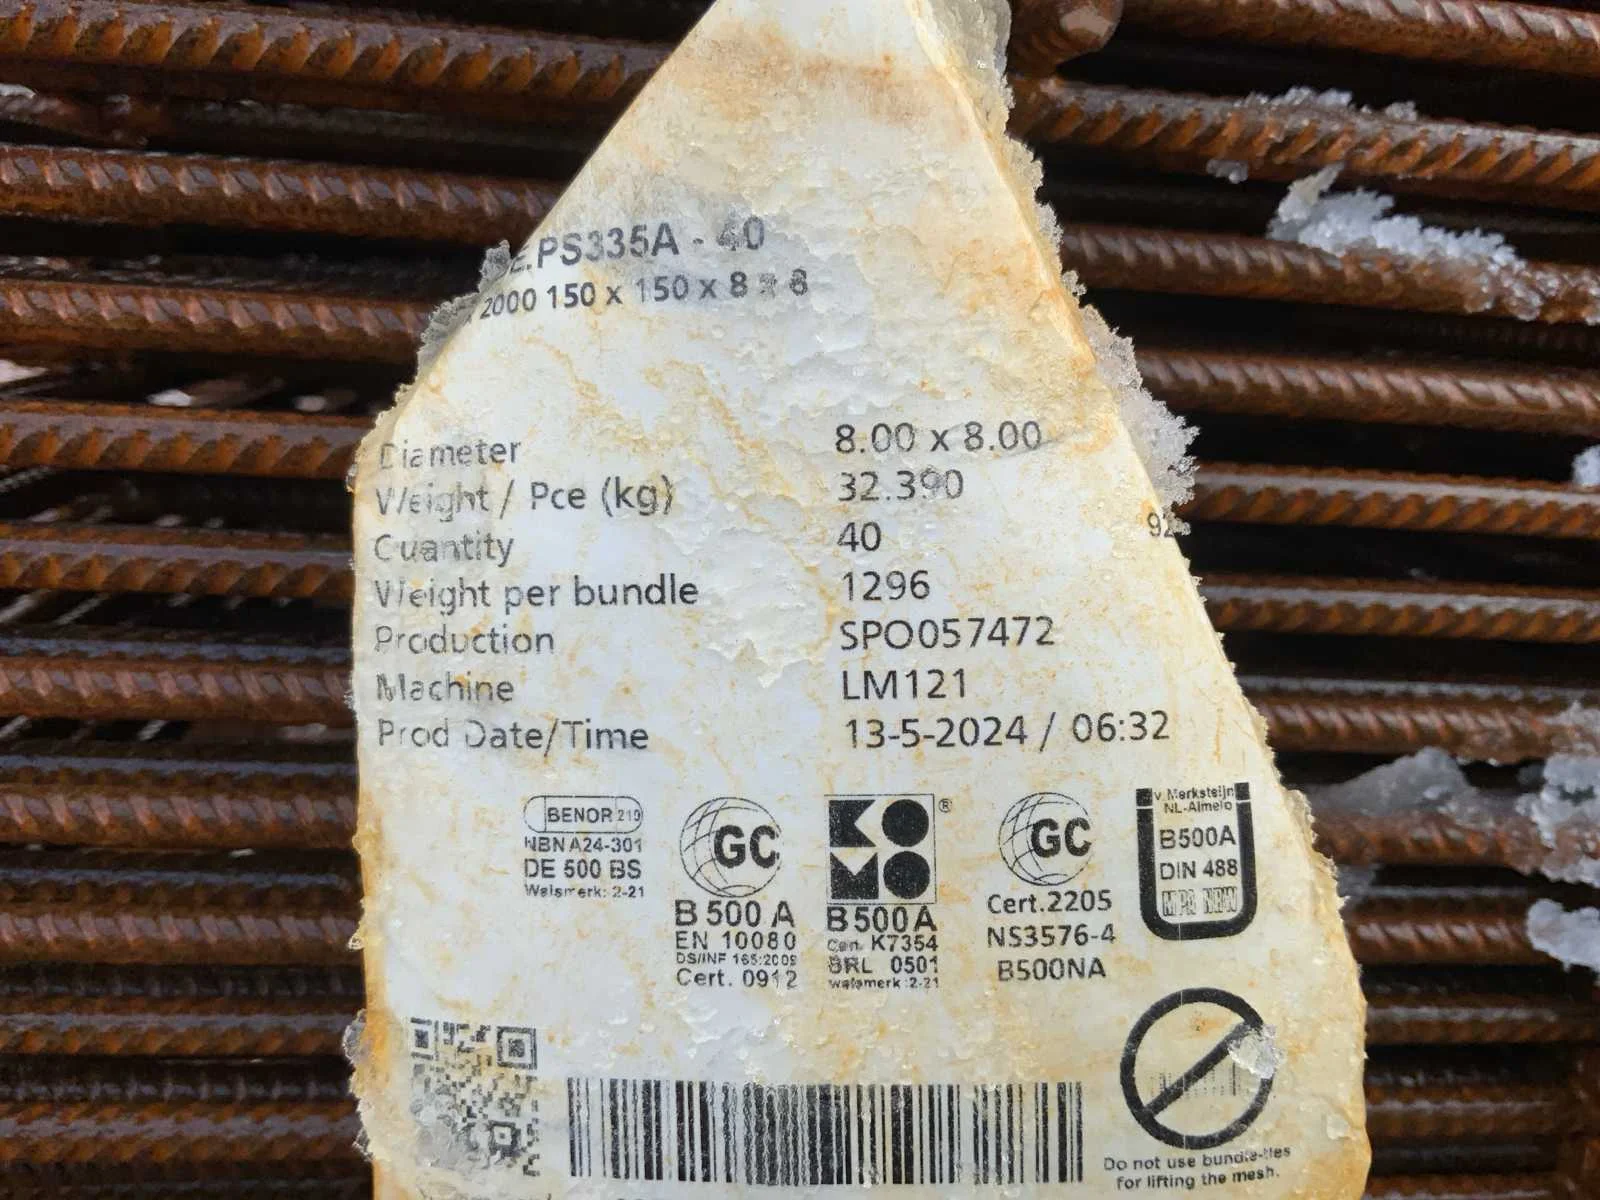 E.PS335A - 40
2000 150 x 150 x 8 x 8
Diameter 8.00 x 8.00
Weight / Pce (kg) 32.390
Quantity 40
92
Weight per bundle 1296
Production SPO057472
Machine LM121
Prod Date/Time 13-5-2024 / 06:32
BENOR 219
NBN A24-301
DE 500 BS
Walsmerk: 2-21
GC
B 500 A
EN 10080
DS/INF 165:2009
Cert. 0912
KOMO ®
B500A
Cert. K7354
BRL 0501
walsmerk :2-21
GC
Cert.2205
NS3576-4
B500NA
v. Merksteijn
NL-Almelo
B500A
DIN 488
MPA NRW
Do not use bundle-ties
for lifting the mesh.